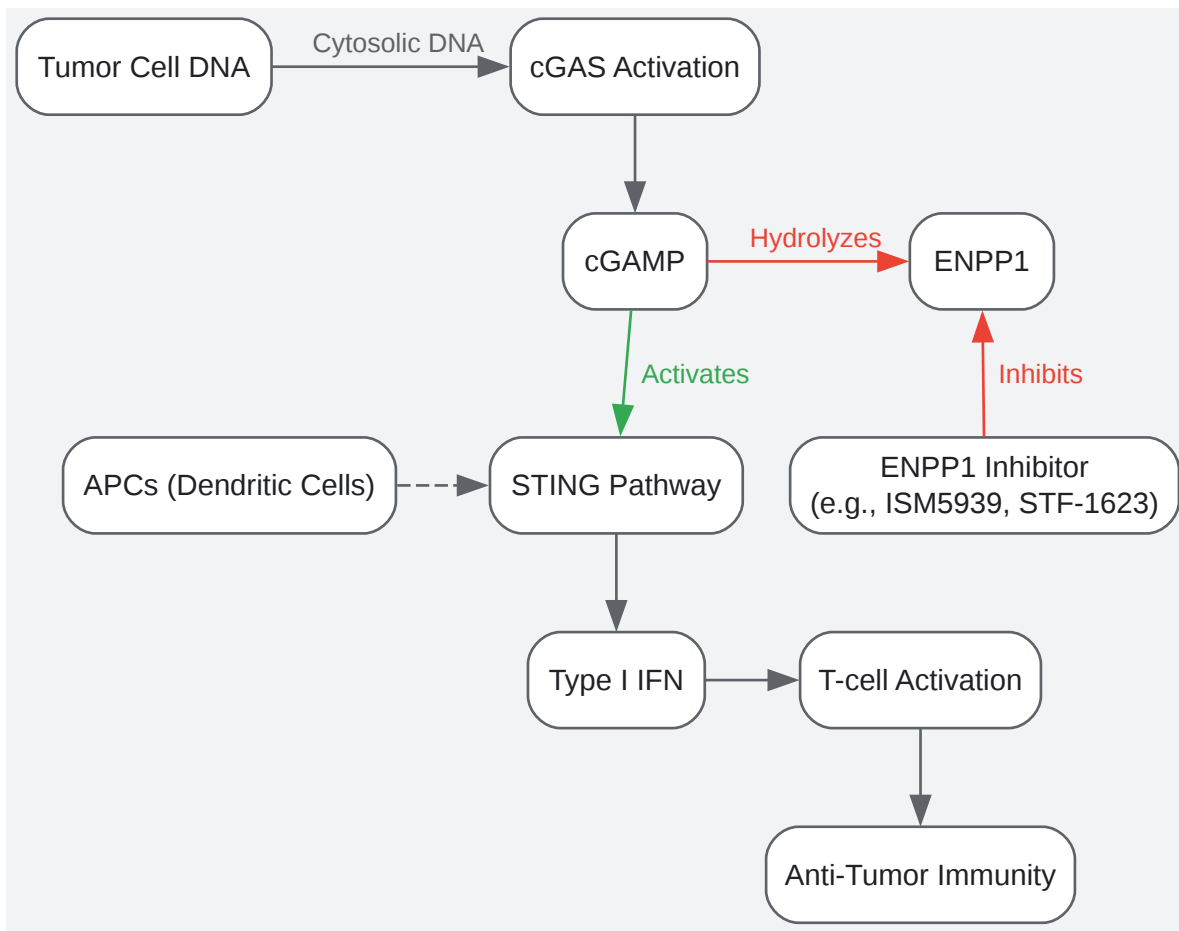 Tumor Cell DNA
Cytosolic DNA
cGAS Activation
cGAMP
Hydrolyzes
ENPP1
Activates
Inhibits
APCs (Dendritic Cells)
STING Pathway
ENPP1 Inhibitor
(e.g., ISM5939, STF-1623)
Type I IFN
T-cell Activation
Anti-Tumor Immunity